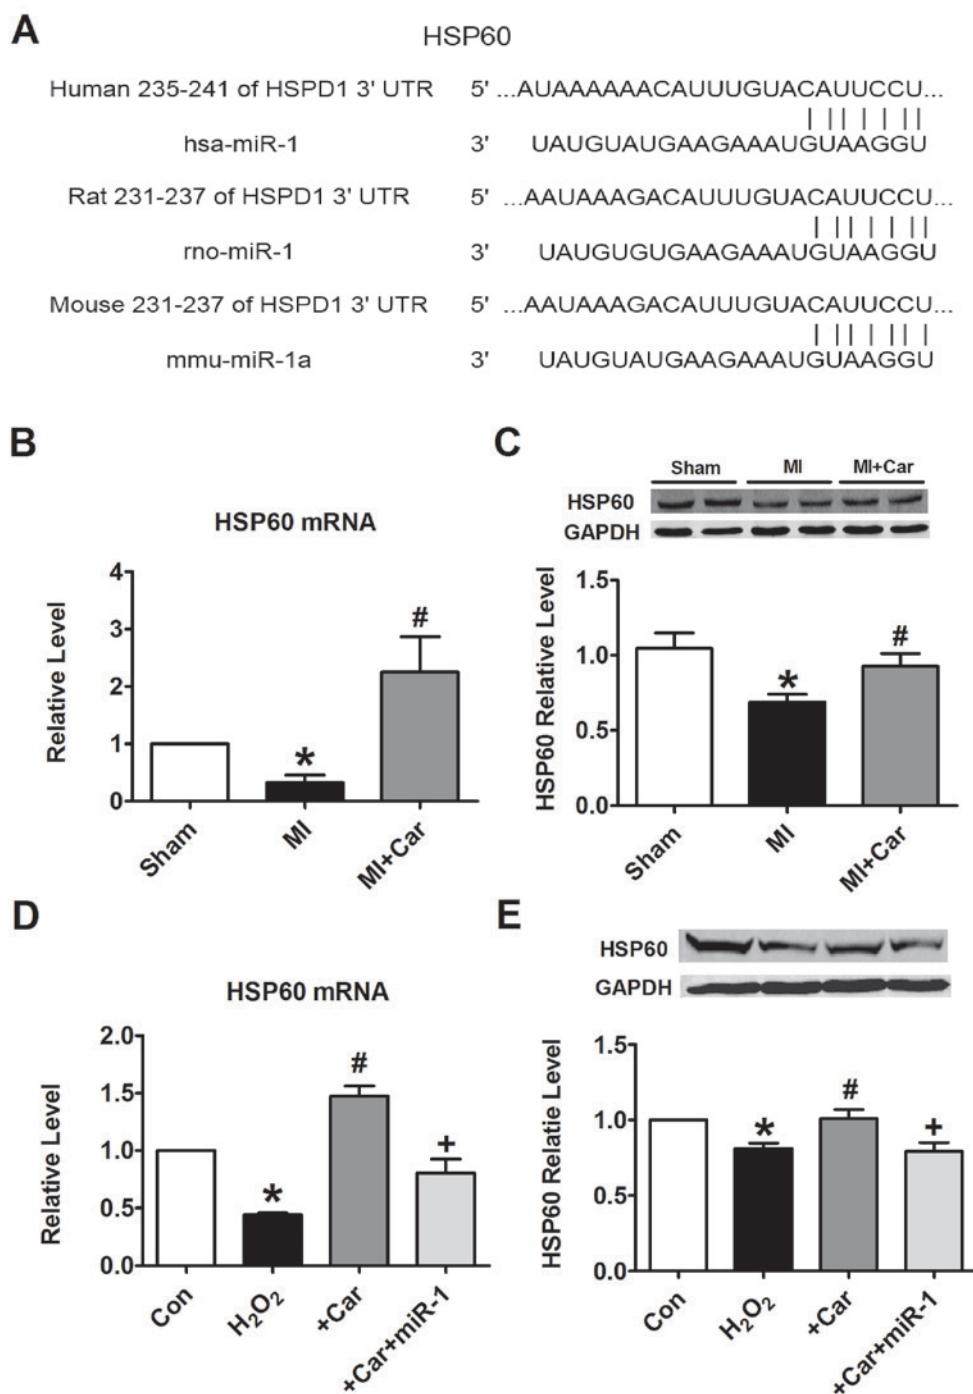 A
HSP60
Human 235-241 of HSPD1 3' UTR 5' ...AUAAAAAACAUUUGUACAUUCCU...
hsa-miR-1 3' UAUGUAUGAAGAAAUGUAAGGU
Rat 231-237 of HSPD1 3' UTR 5' ...AAUAAAGACAUUUGUACAUUCCU...
rno-miR-1 3' UAUGUGUGAAGAAAUGUAAGGU
Mouse 231-237 of HSPD1 3' UTR 5' ...AAUAAAGACAUUUGUACAUUCCU...
mmu-miR-1a 3' UAUGUAUGAAGAAAUGUAAGGU
B
HSP60 mRNA
Relative Level
4
3
2
1
0
*
#
Sham
MI
MI+Car
C
Sham MI MI+Car
HSP60
GAPDH
HSP60 Relative Level
1.5
1.0
0.5
0.0
*
#
Sham
MI
MI+Car
D
HSP60 mRNA
Relative Level
2.0
1.5
1.0
0.5
0.0
*
#
+
Con
H₂O₂
+Car
+Car+miR-1
E
HSP60
GAPDH
HSP60 Relatie Level
1.5
1.0
0.5
0.0
*
#
+
Con
H₂O₂
+Car
+Car+miR-1